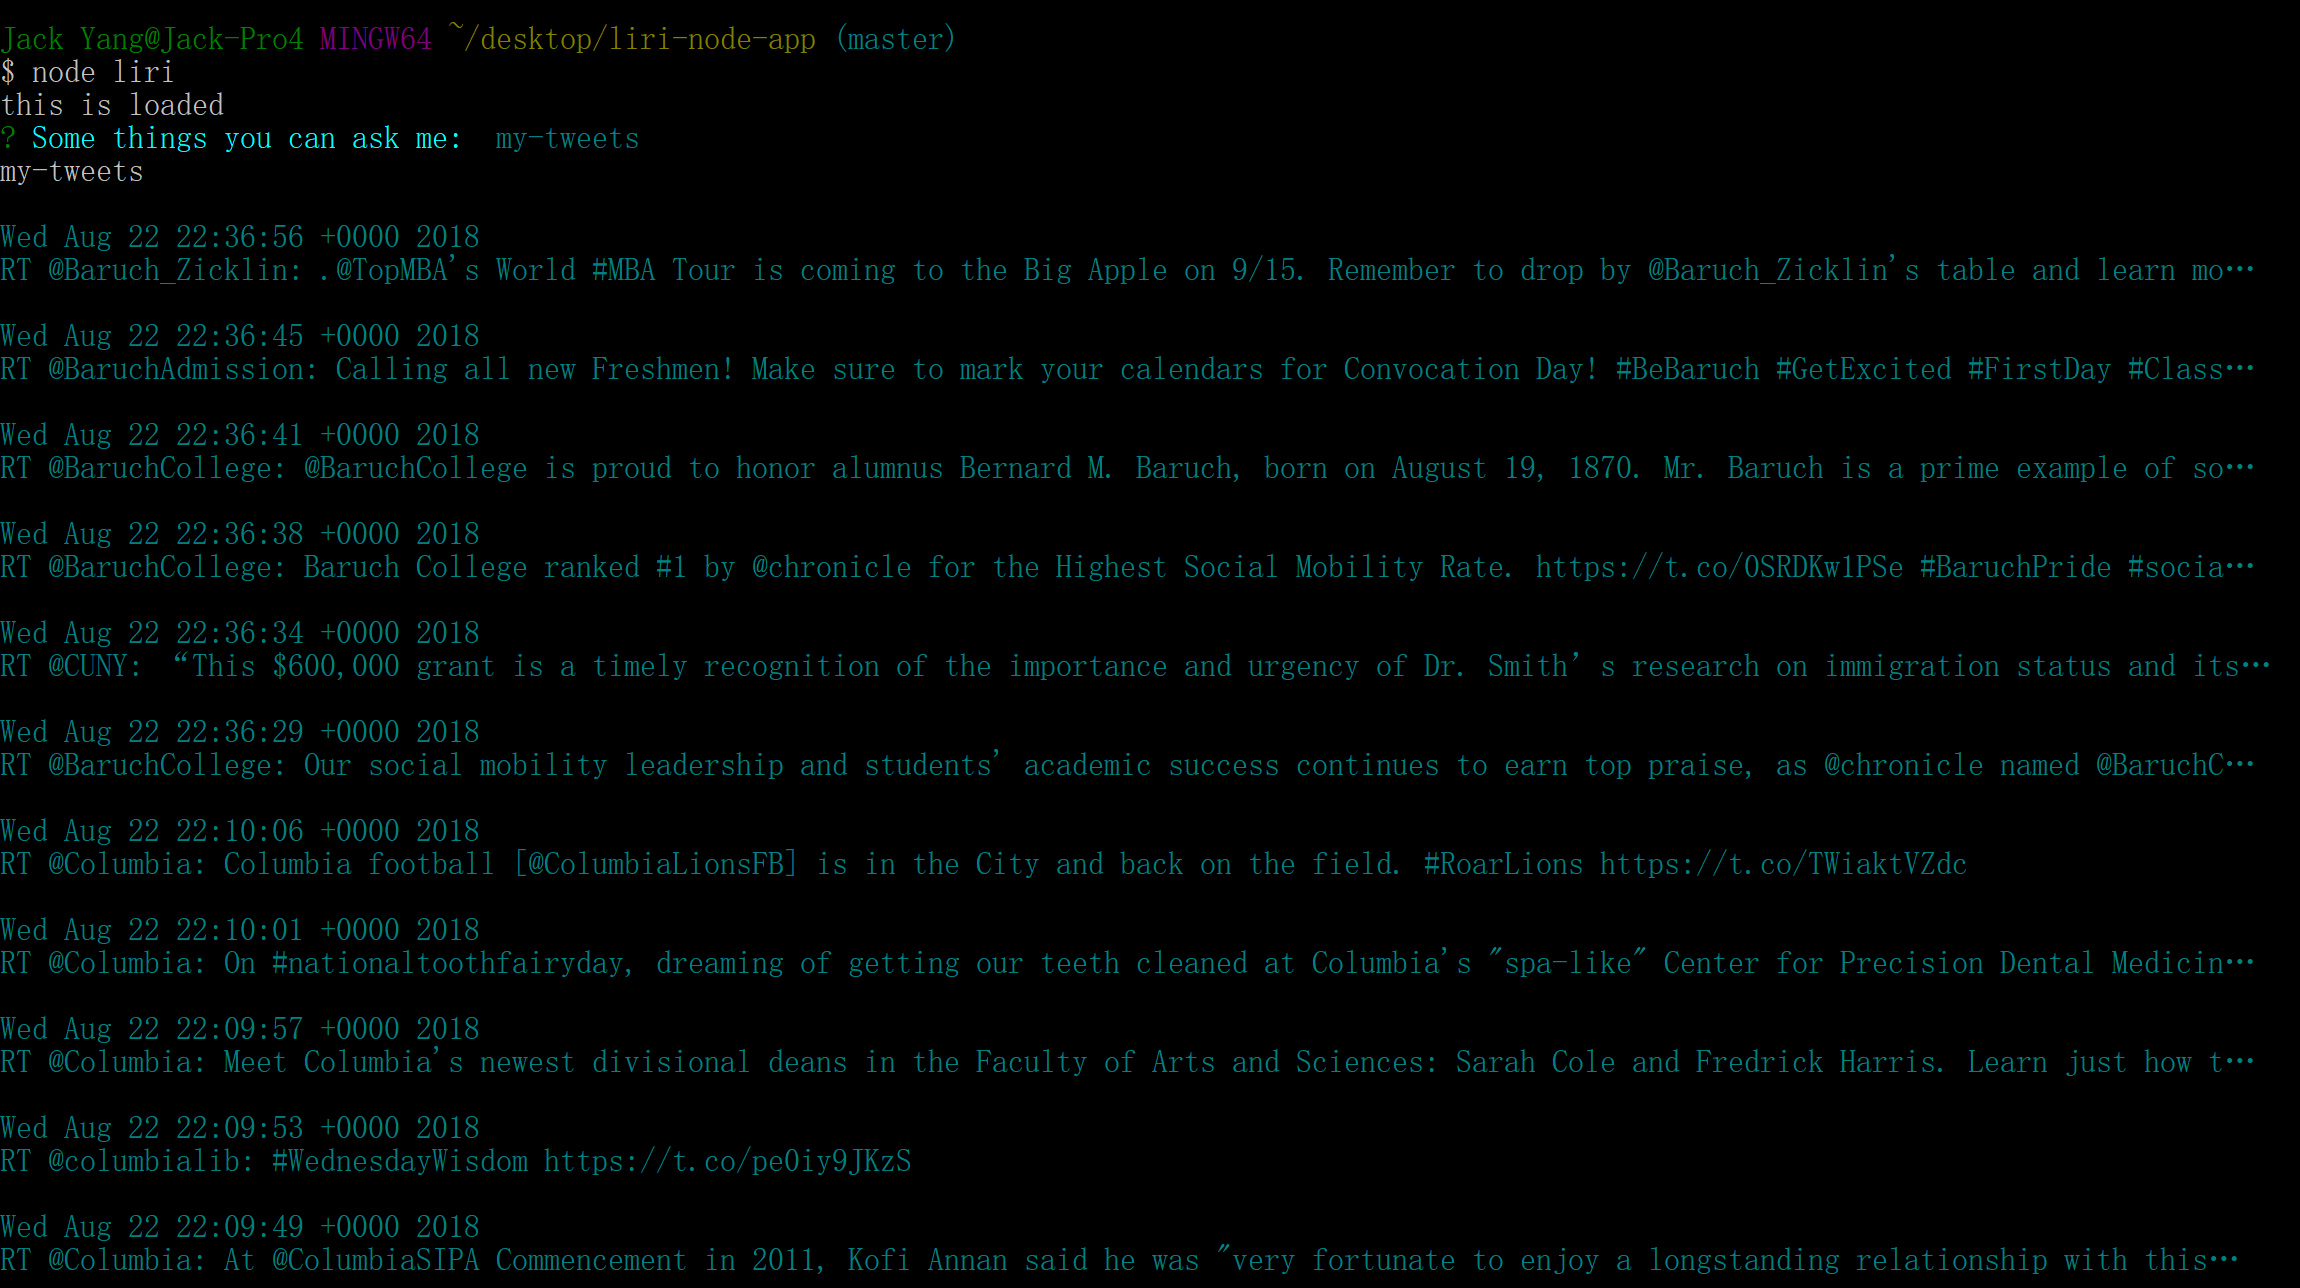 Jack Yang@Jack-Pro4 MINGW64 ~/desktop/liri-node-app (master)
$ node liri
this is loaded
? Some things you can ask me:  my-tweets
my-tweets
Wed Aug 22 22:36:56 +0000 2018
RT @Baruch_Zicklin: .@TopMBA's World #MBA Tour is coming to the Big Apple on 9/15. Remember to drop by @Baruch_Zicklin's table and learn mo…
Wed Aug 22 22:36:45 +0000 2018
RT @BaruchAdmission: Calling all new Freshmen! Make sure to mark your calendars for Convocation Day! #BeBaruch #GetExcited #FirstDay #Class…
Wed Aug 22 22:36:41 +0000 2018
RT @BaruchCollege: @BaruchCollege is proud to honor alumnus Bernard M. Baruch, born on August 19, 1870. Mr. Baruch is a prime example of so…
Wed Aug 22 22:36:38 +0000 2018
RT @BaruchCollege: Baruch College ranked #1 by @chronicle for the Highest Social Mobility Rate. https://t.co/0SRDKw1PSe #BaruchPride #socia…
Wed Aug 22 22:36:34 +0000 2018
RT @CUNY: “This $600,000 grant is a timely recognition of the importance and urgency of Dr. Smith’s research on immigration status and its…
Wed Aug 22 22:36:29 +0000 2018
RT @BaruchCollege: Our social mobility leadership and students' academic success continues to earn top praise, as @chronicle named @BaruchC…
Wed Aug 22 22:10:06 +0000 2018
RT @Columbia: Columbia football [@ColumbiaLionsFB] is in the City and back on the field. #RoarLions https://t.co/TWiaktVZdc
Wed Aug 22 22:10:01 +0000 2018
RT @Columbia: On #nationaltoothfairyday, dreaming of getting our teeth cleaned at Columbia's "spa-like" Center for Precision Dental Medicin…
Wed Aug 22 22:09:57 +0000 2018
RT @Columbia: Meet Columbia's newest divisional deans in the Faculty of Arts and Sciences: Sarah Cole and Fredrick Harris. Learn just how t…
Wed Aug 22 22:09:53 +0000 2018
RT @columbialib: #WednesdayWisdom https://t.co/pe0iy9JKzS
Wed Aug 22 22:09:49 +0000 2018
RT @Columbia: At @ColumbiaSIPA Commencement in 2011, Kofi Annan said he was "very fortunate to enjoy a longstanding relationship with this…